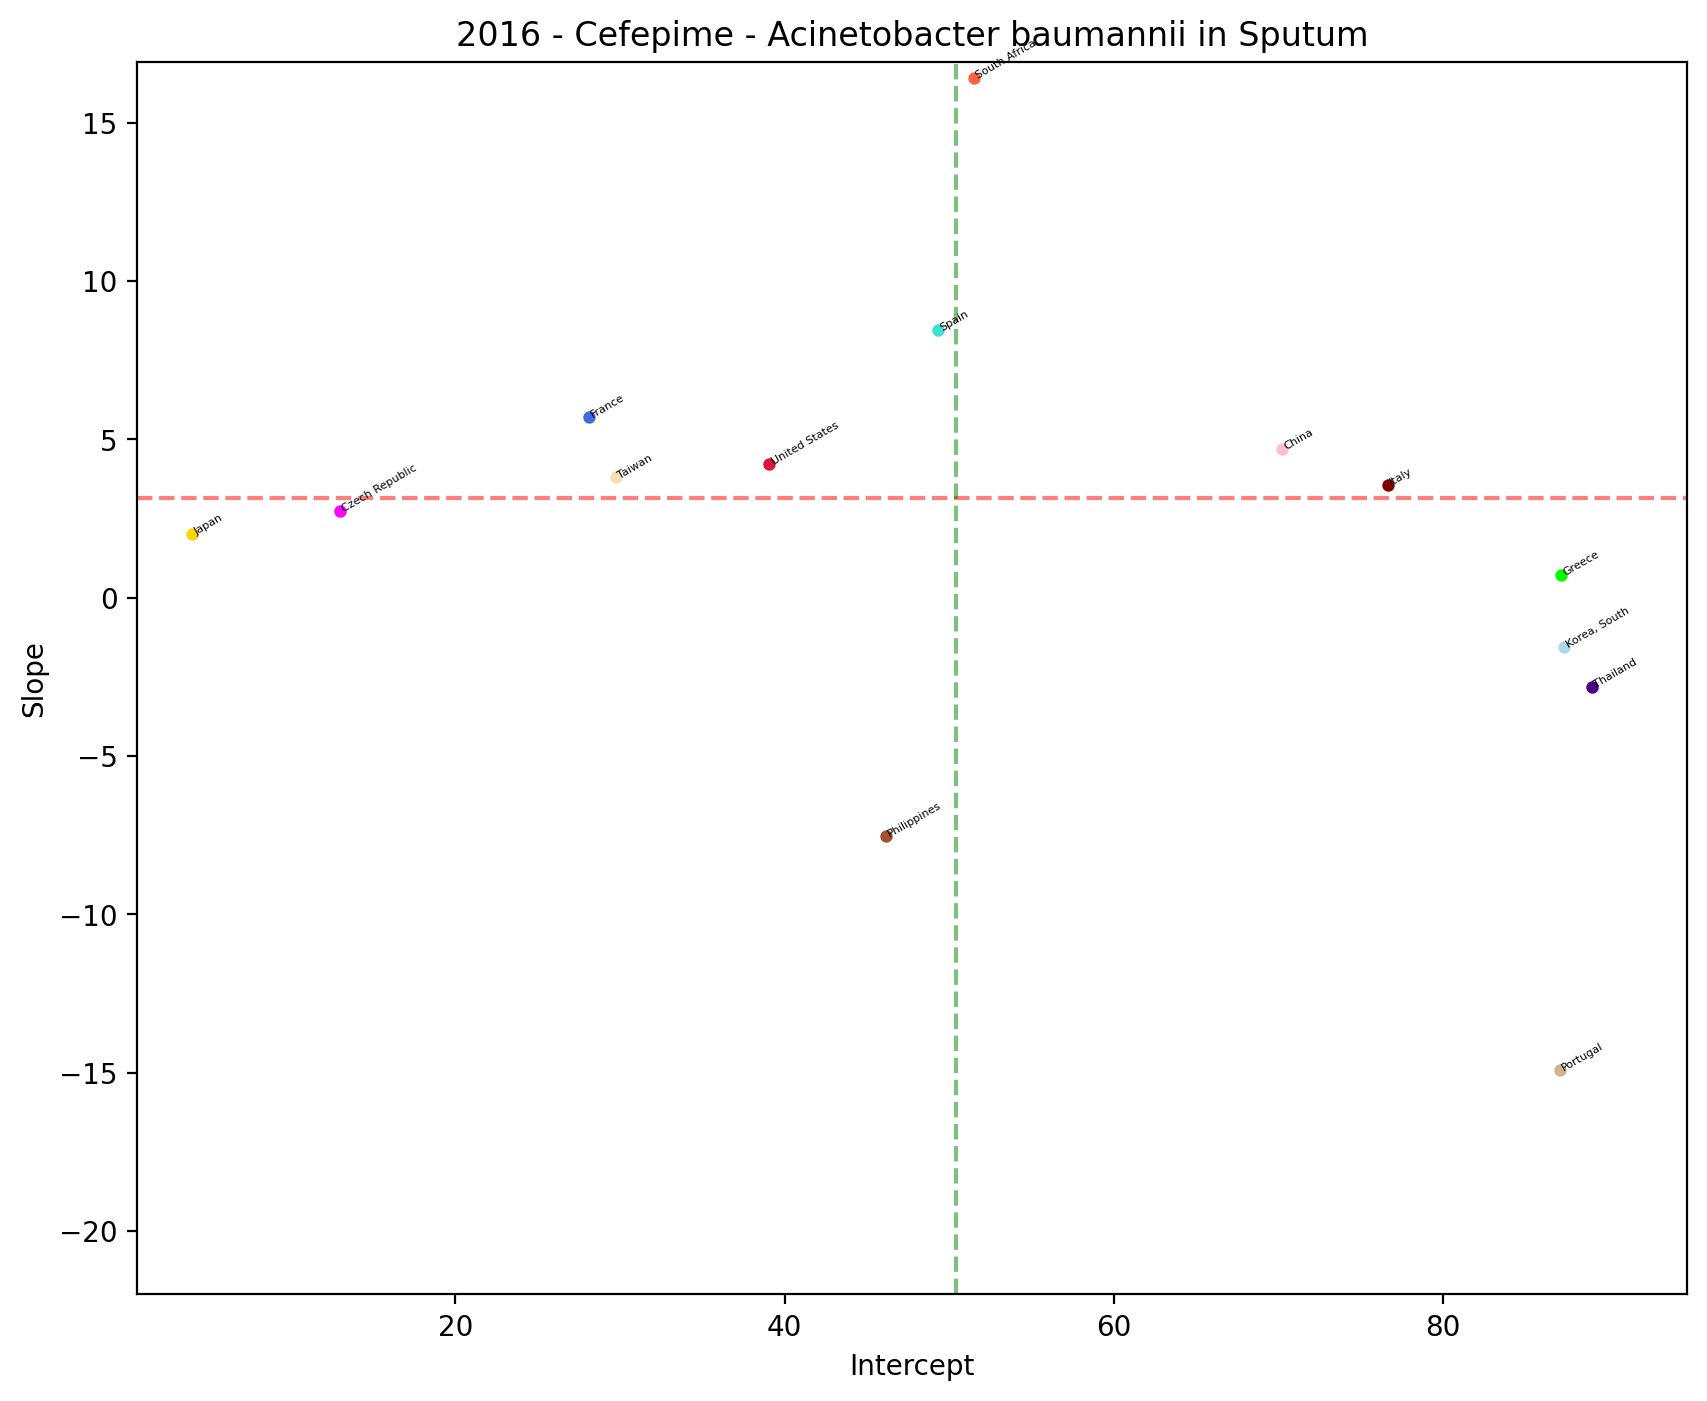 2016 - Cefepime - Acinetobacter baumannii in Sputum
South Africa
15
10
Spain
France
United States
China
5
Taiwan
Czech Republic
Italy
Japan
Greece
0
Korea, South
Thailand
Slope
−5
Philippines
−10
Portugal
−15
−20
20
40
60
80
Intercept